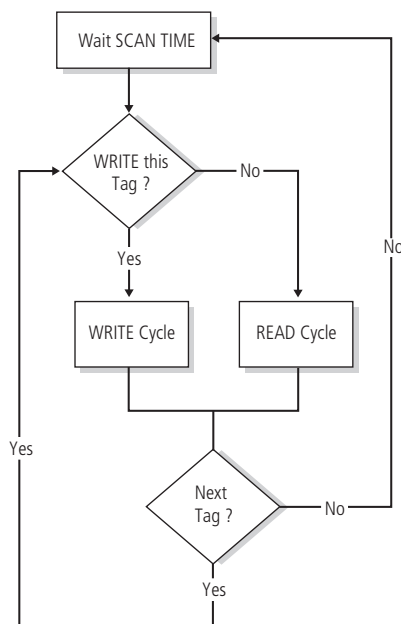 Wait SCAN TIME
WRITE this
Tag ?
No
No
Yes
WRITE Cycle
READ Cycle
Yes
Next
Tag ?
No
Yes